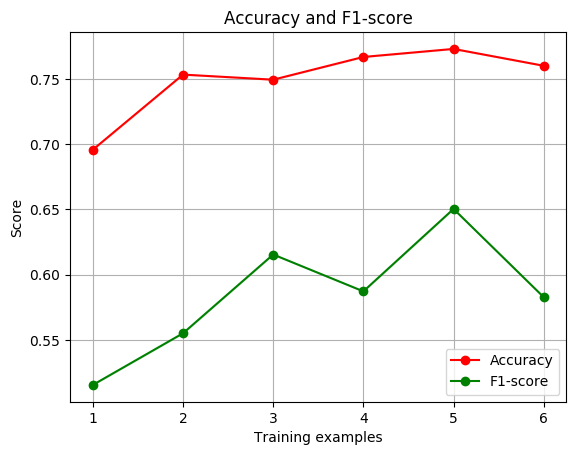 Accuracy and F1-score
0.75
0.70
0.65
0.60
0.55
Score
1 2 3 4 5 6
Training examples
Accuracy
F1-score